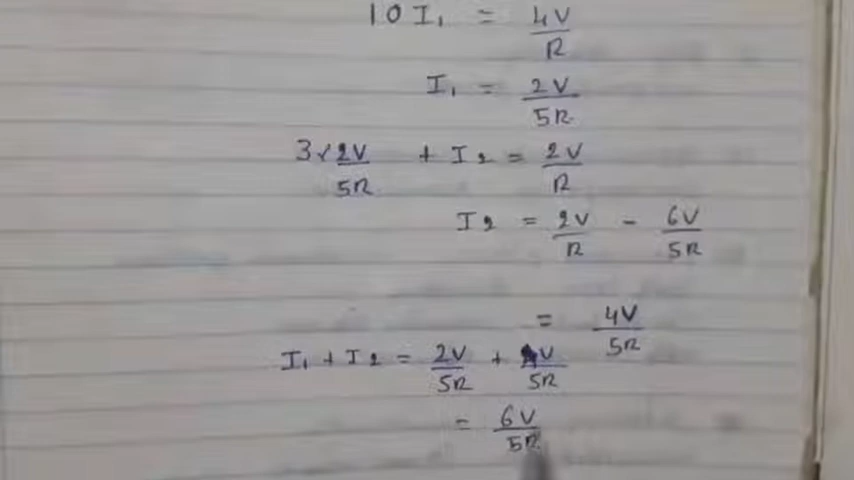 10 I₁ = 4V/R
I₁ = 2V/5R
3 × 2V/5R + I₂ = 2V/R
I₂ = 2V/R - 6V/5R
= 4V/5R
I₁ + I₂ = 2V/5R + 4V/5R
= 6V/5R